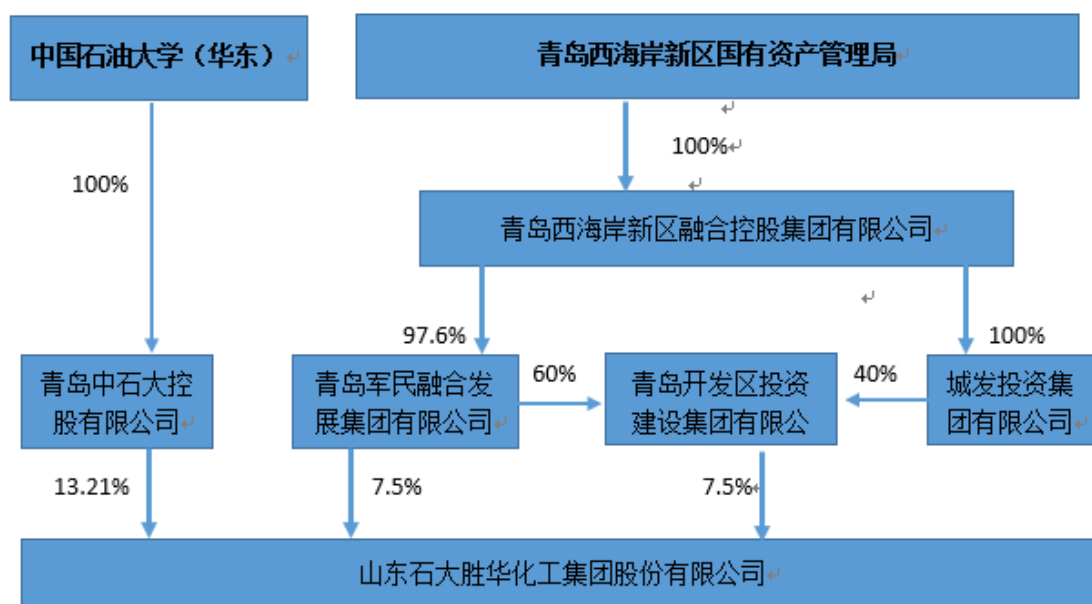 中国石油大学（华东）
青岛西海岸新区国有资产管理局
100%
100%
青岛西海岸新区融合控股集团有限公司
97.6%
100%
青岛中石大控
股有限公司
青岛军民融合发
展集团有限公司
60%
青岛开发区投资
建设集团有限公
40%
城发投资集
团有限公司
13.21%
7.5%
7.5%
山东石大胜华化工集团股份有限公司